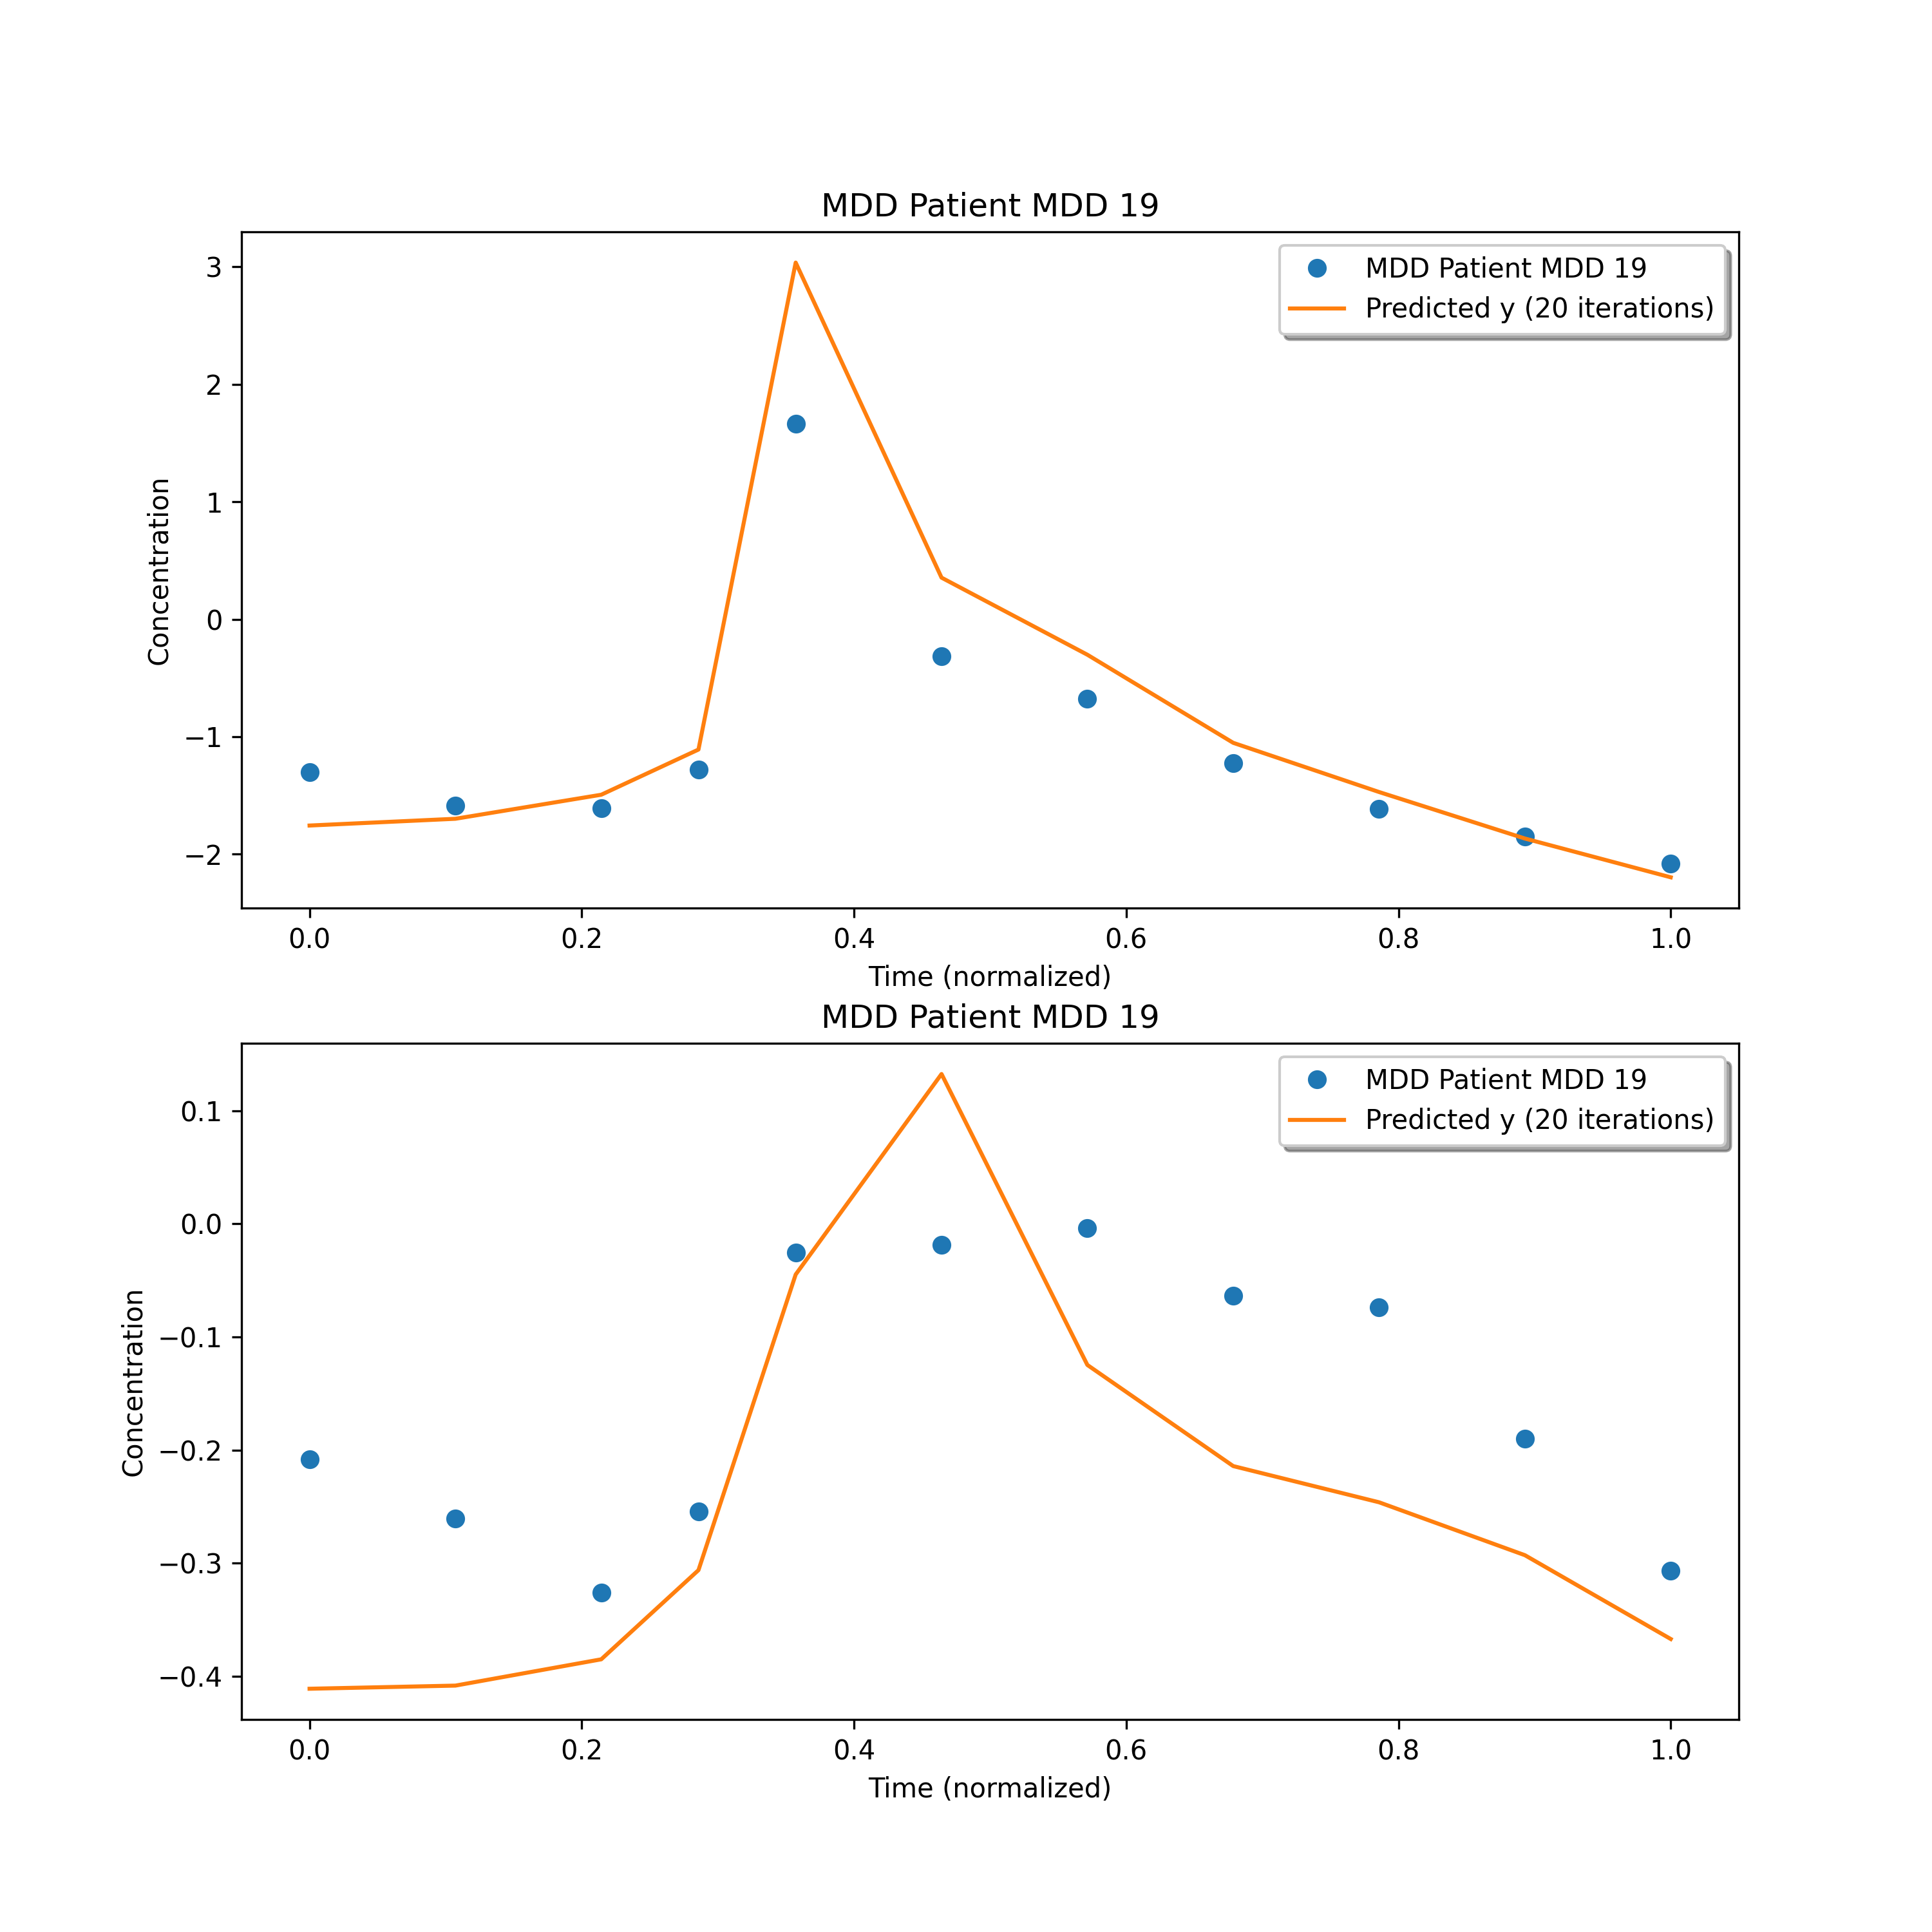 MDD Patient MDD 19
MDD Patient MDD 19
Predicted y (20 iterations)
3
2
1
0
−1
−2
Concentration
0.0 0.2 0.4 0.6 0.8 1.0
Time (normalized)
MDD Patient MDD 19
MDD Patient MDD 19
Predicted y (20 iterations)
0.1
0.0
−0.1
−0.2
−0.3
−0.4
Concentration
0.0 0.2 0.4 0.6 0.8 1.0
Time (normalized)